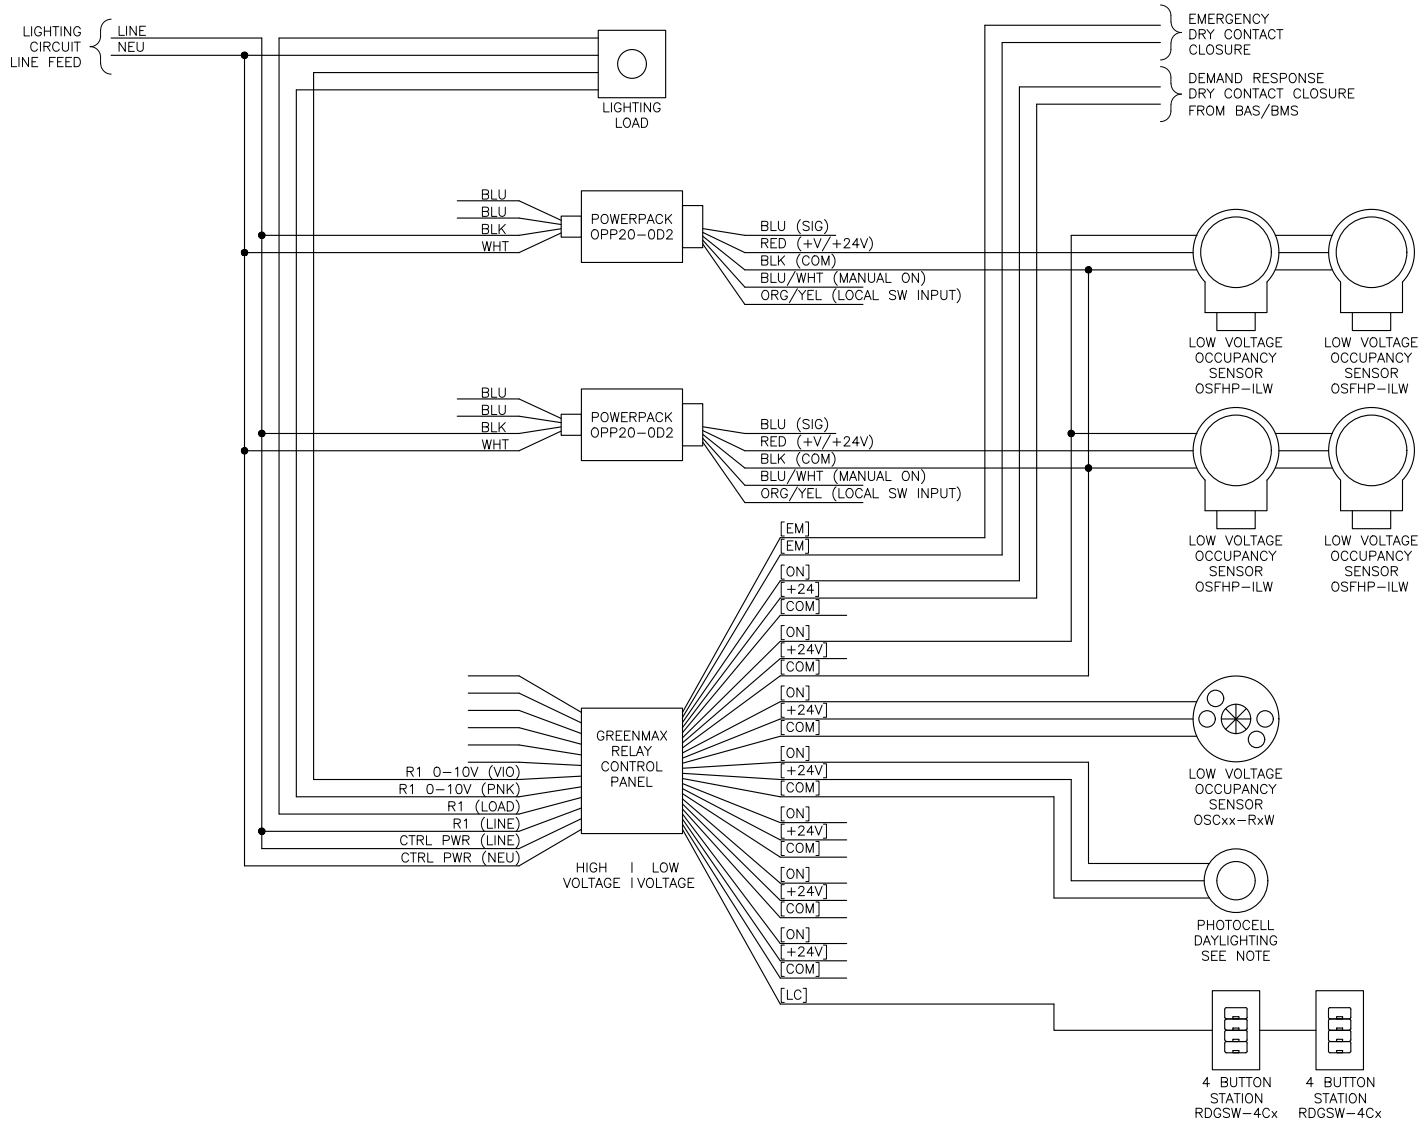 LIGHTING
CIRCUIT
LINE FEED
LINE
NEU
LIGHTING
LOAD
EMERGENCY
DRY CONTACT
CLOSURE
DEMAND RESPONSE
DRY CONTACT CLOSURE
FROM BAS/BMS
BLU
BLU
BLK
WHT
POWERPACK
OPP20-0D2
BLU (SIG)
RED (+V/+24V)
BLK (COM)
BLU/WHT (MANUAL ON)
ORG/YEL (LOCAL SW INPUT)
LOW VOLTAGE
OCCUPANCY
SENSOR
OSFHP-ILW
LOW VOLTAGE
OCCUPANCY
SENSOR
OSFHP-ILW
BLU
BLU
BLK
WHT
POWERPACK
OPP20-0D2
BLU (SIG)
RED (+V/+24V)
BLK (COM)
BLU/WHT (MANUAL ON)
ORG/YEL (LOCAL SW INPUT)
LOW VOLTAGE
OCCUPANCY
SENSOR
OSFHP-ILW
LOW VOLTAGE
OCCUPANCY
SENSOR
OSFHP-ILW
[EM]
[EM]
[ON]
[+24]
[COM]
[ON]
[+24V]
[COM]
[ON]
[+24V]
[COM]
[ON]
[+24V]
[COM]
[ON]
[+24V]
[COM]
[ON]
[+24V]
[COM]
[ON]
[+24V]
[COM]
[LC]
R1 0-10V (VIO)
R1 0-10V (PNK)
R1 (LOAD)
R1 (LINE)
CTRL PWR (LINE)
CTRL PWR (NEU)
GREENMAX
RELAY
CONTROL
PANEL
HIGH | LOW
VOLTAGE | VOLTAGE
LOW VOLTAGE
OCCUPANCY
SENSOR
OSCxx-RxW
PHOTOCELL
DAYLIGHTING
SEE NOTE
4 BUTTON
STATION
RDGSW-4Cx
4 BUTTON
STATION
RDGSW-4Cx